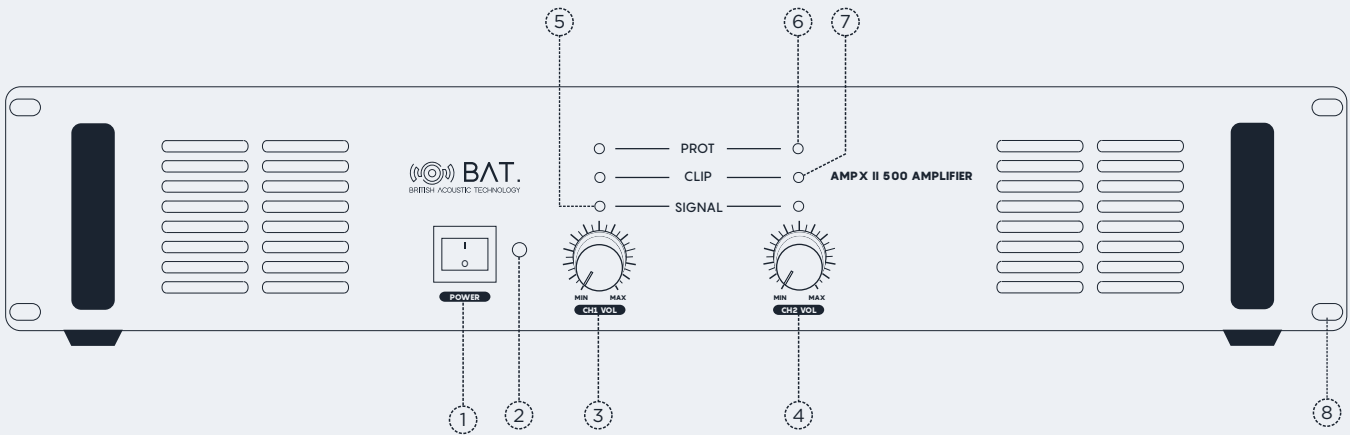 5 6 7
PROT
BAT.
BRITISH ACOUSTIC TECHNOLOGY
CLIP
AMPX II 500 AMPLIFIER
SIGNAL
I
O
POWER
MIN MAX
CH1 VOL
MIN MAX
CH2 VOL
1 2 3 4 8